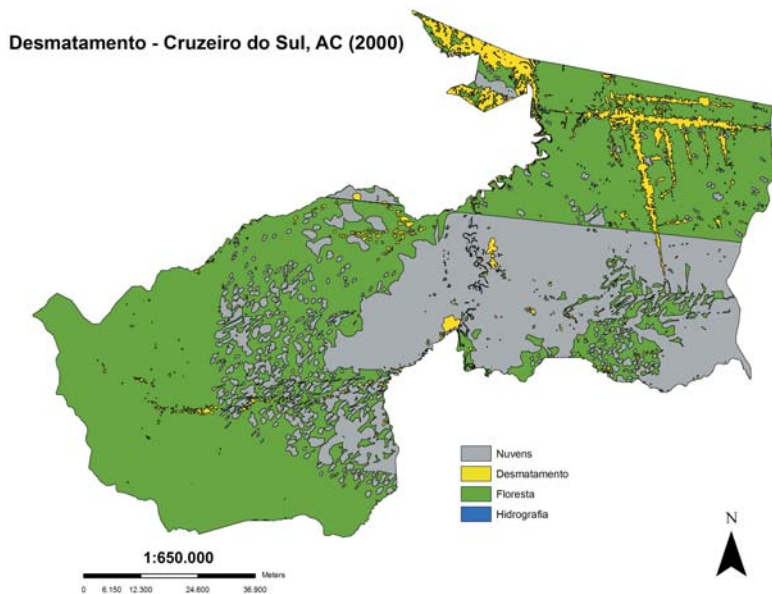 Desmatamento - Cruzeiro do Sul, AC (2000)
Nuvens
Desmatamento
Floresta
Hidrografia
N
1:650.000
Meters
0 6.150 12.300 24.600 36.900